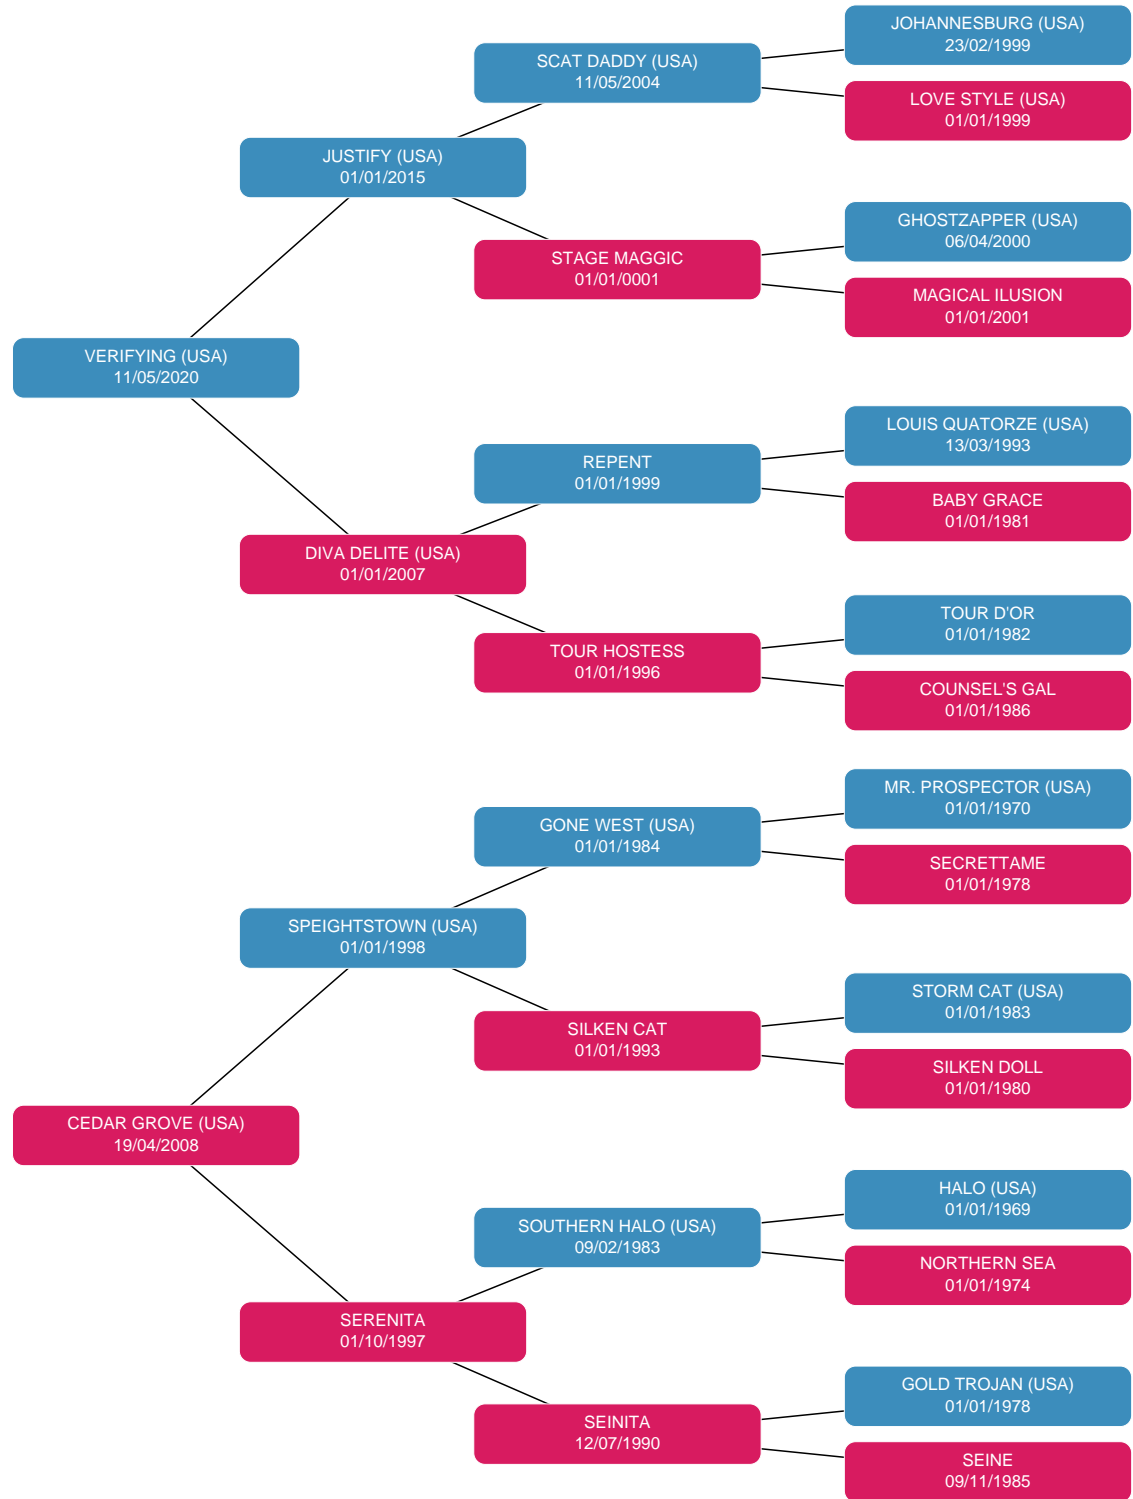 JOHANNESBURG (USA)
23/02/1999
SCAT DADDY (USA)
11/05/2004
LOVE STYLE (USA)
01/01/1999
JUSTIFY (USA)
01/01/2015
GHOSTZAPPER (USA)
06/04/2000
STAGE MAGGIC
01/01/0001
MAGICAL ILUSION
01/01/2001
VERIFYING (USA)
11/05/2020
LOUIS QUATORZE (USA)
13/03/1993
REPENT
01/01/1999
BABY GRACE
01/01/1981
DIVA DELITE (USA)
01/01/2007
TOUR D'OR
01/01/1982
TOUR HOSTESS
01/01/1996
COUNSEL'S GAL
01/01/1986
MR. PROSPECTOR (USA)
01/01/1970
GONE WEST (USA)
01/01/1984
SECRETTAME
01/01/1978
SPEIGHTSTOWN (USA)
01/01/1998
STORM CAT (USA)
01/01/1983
SILKEN CAT
01/01/1993
SILKEN DOLL
01/01/1980
CEDAR GROVE (USA)
19/04/2008
HALO (USA)
01/01/1969
SOUTHERN HALO (USA)
09/02/1983
NORTHERN SEA
01/01/1974
SERENITA
01/10/1997
GOLD TROJAN (USA)
01/01/1978
SEINITA
12/07/1990
SEINE
09/11/1985